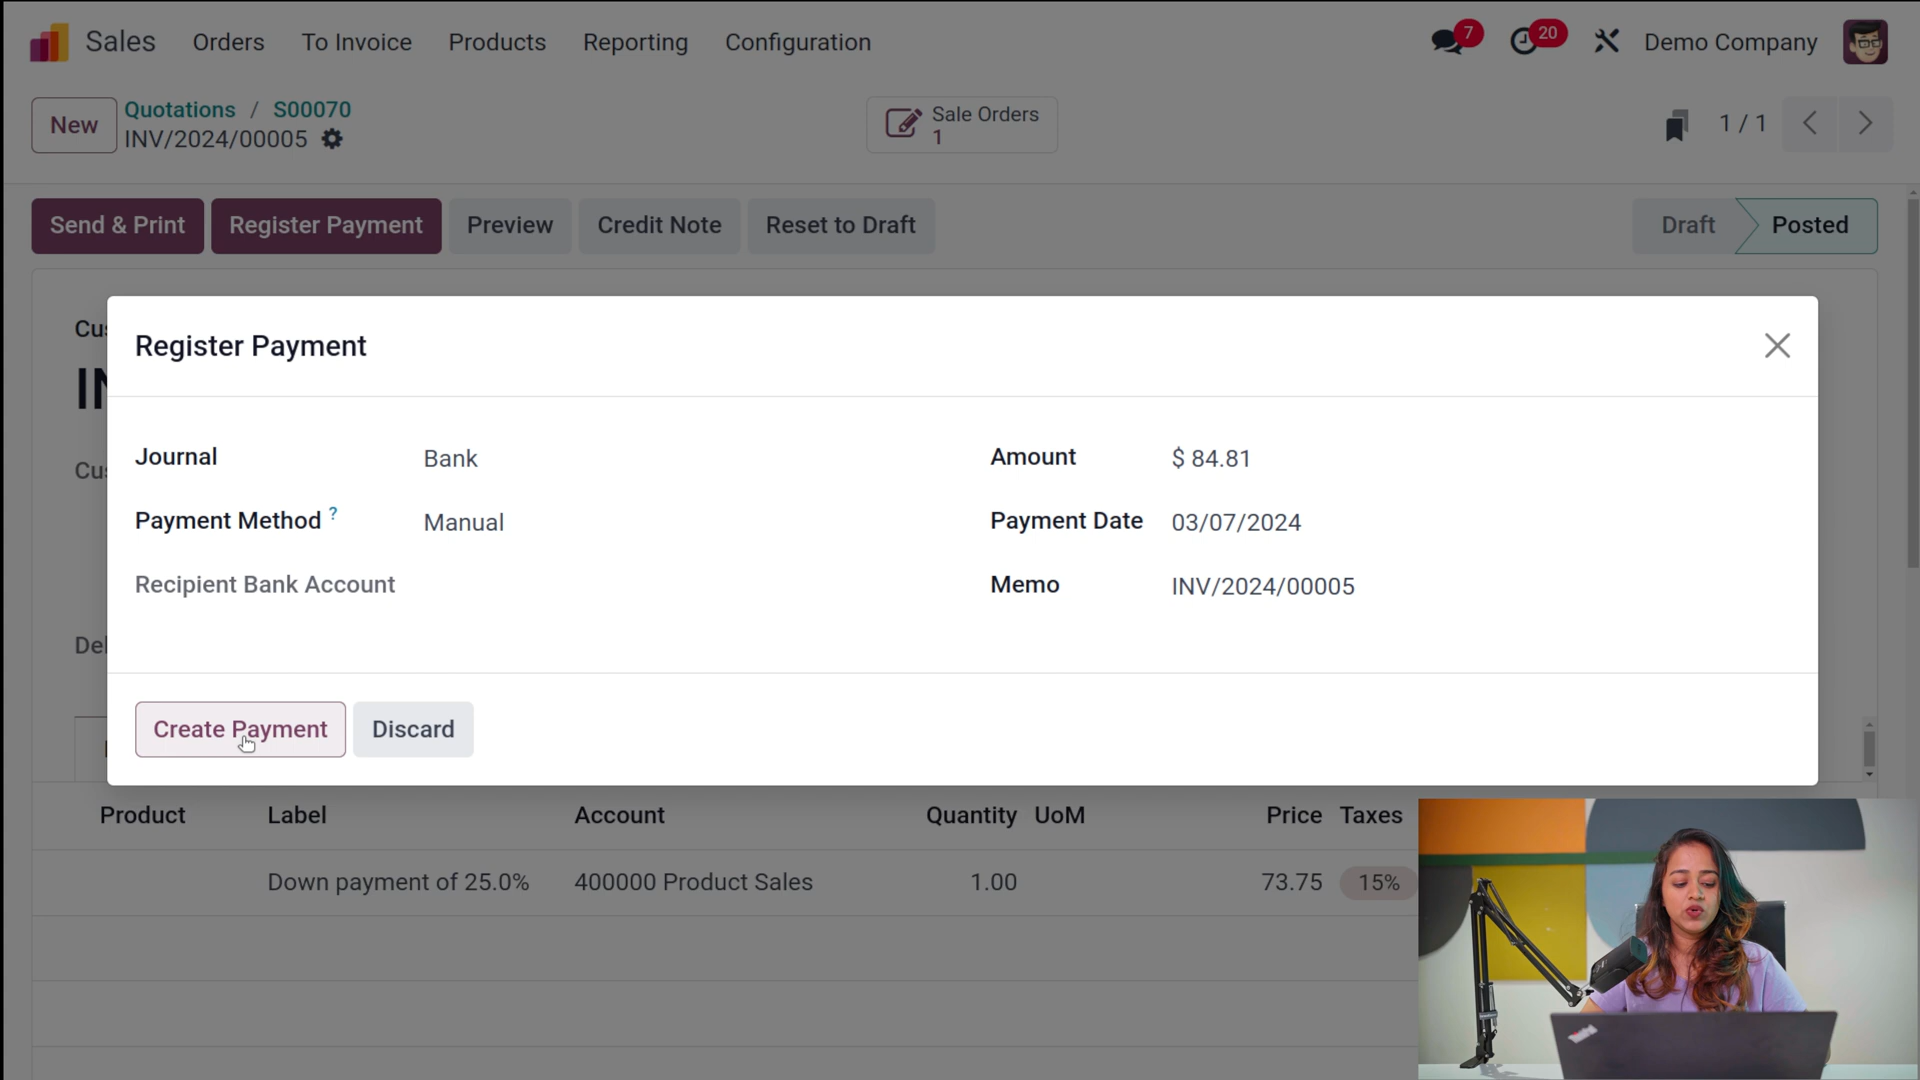 Sales Orders To Invoice Products Reporting Configuration 7 20 Demo Company
New Quotations / S00070
INV/2024/00005
Sale Orders
1
1 / 1
Send & Print Register Payment Preview Credit Note Reset to Draft Draft Posted
Register Payment
Journal Bank Amount $ 84.81
Payment Method ? Manual Payment Date 03/07/2024
Recipient Bank Account Memo INV/2024/00005
Create Payment Discard
Product Label Account Quantity UoM Price Taxes
Down payment of 25.0% 400000 Product Sales 1.00 73.75 15%